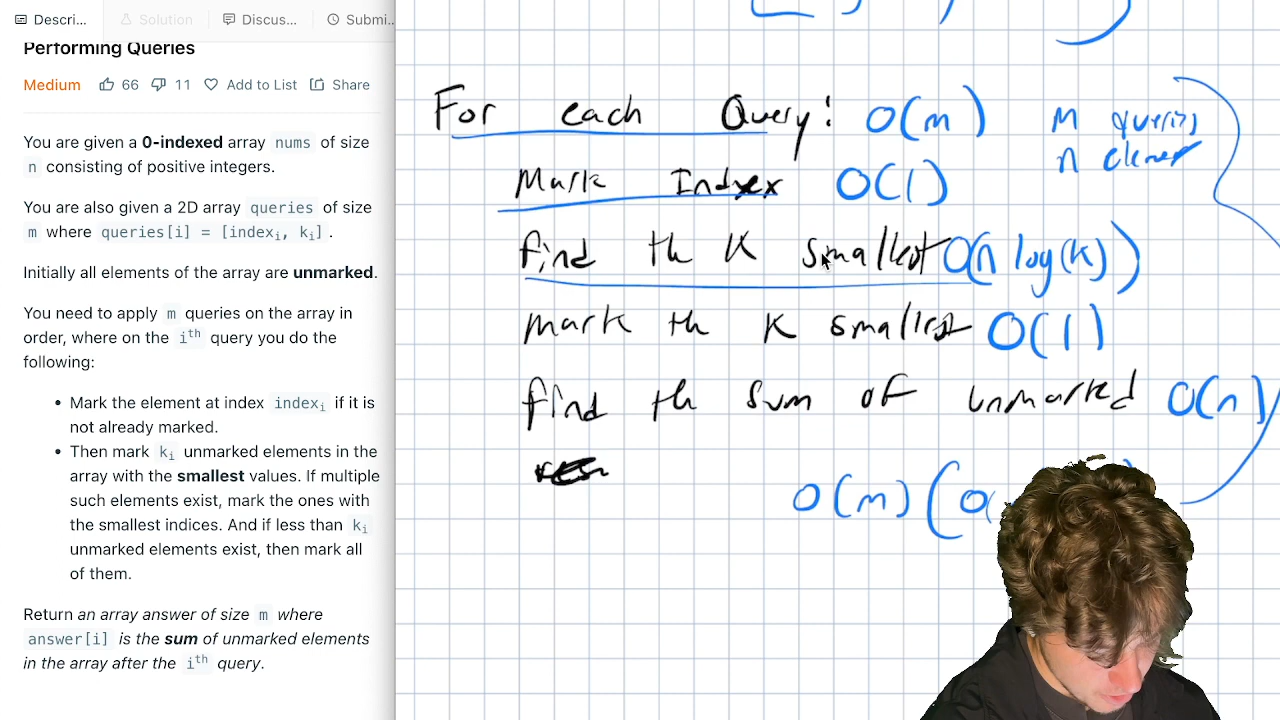 Descri...
Solution
Discus...
Submi...
Performing Queries
Medium 66 11 Add to List Share
You are given a 0-indexed array nums of size
n consisting of positive integers.
You are also given a 2D array queries of size
m where queries[i] = [indexi, ki].
Initially all elements of the array are unmarked.
You need to apply m queries on the array in
order, where on the ith query you do the
following:
• Mark the element at index indexi if it is
not already marked.
• Then mark ki unmarked elements in the
array with the smallest values. If multiple
such elements exist, mark the ones with
the smallest indices. And if less than ki
unmarked elements exist, then mark all
of them.
Return an array answer of size m where
answer[i] is the sum of unmarked elements
in the array after the ith query.
For each Query: O(m)
m queries
n
Mark Index O(1)
find th K smallest O(n log(k))
mark th K smallest O(1)
find th sum of unmarked O(n)
O(m) (O(